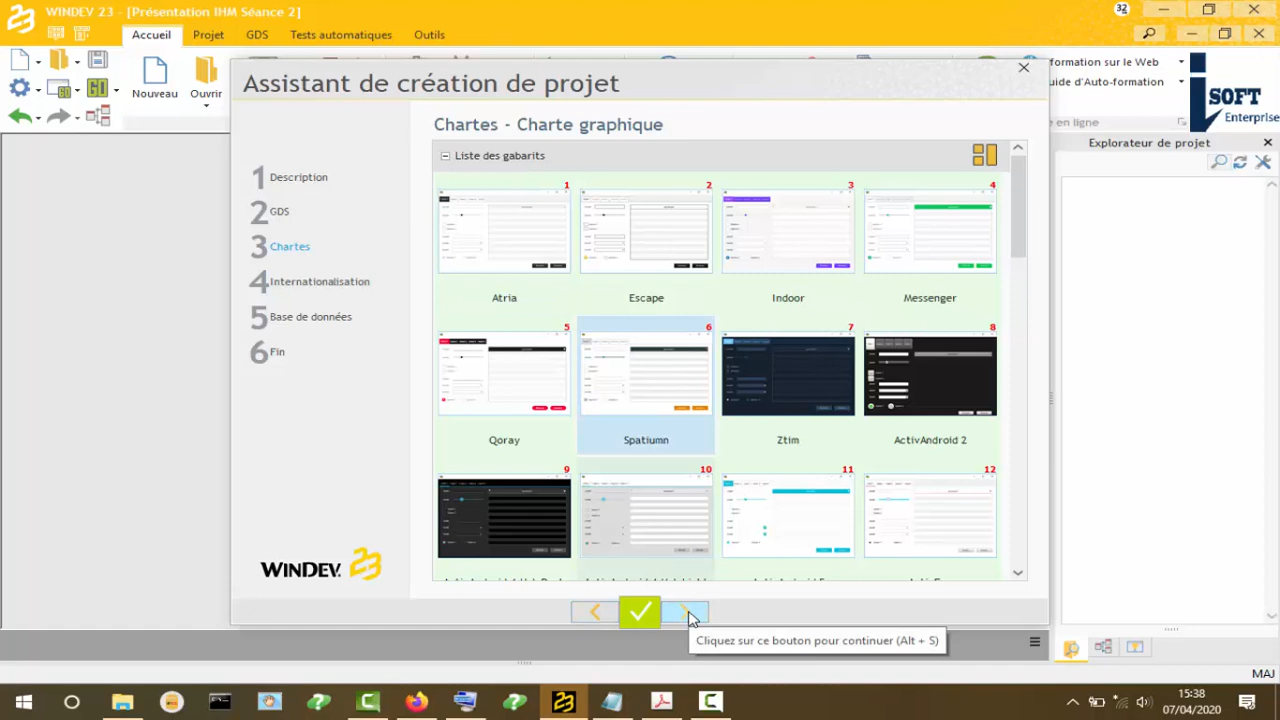 WINDEV 23 - [Présentation IHM Séance 2]
32
Accueil
Projet
GDS
Tests automatiques
Outils
Nouveau
Ouvrir
formation sur le Web
uide d'Auto-formation
e en ligne
SOFT
Enterprise
Explorateur de projet
Assistant de création de projet
Chartes - Charte graphique
1 Description
2 GDS
3 Chartes
4 Internationalisation
5 Base de données
6 Fin
Liste des gabarits
1
2
3
4
Atria
Escape
Indoor
Messenger
5
6
7
8
Qoray
Spatiumn
Ztim
ActivAndroid 2
9
10
11
12
WINDEV 23
Cliquez sur ce bouton pour continuer (Alt + S)
MAJ
15:38
07/04/2020